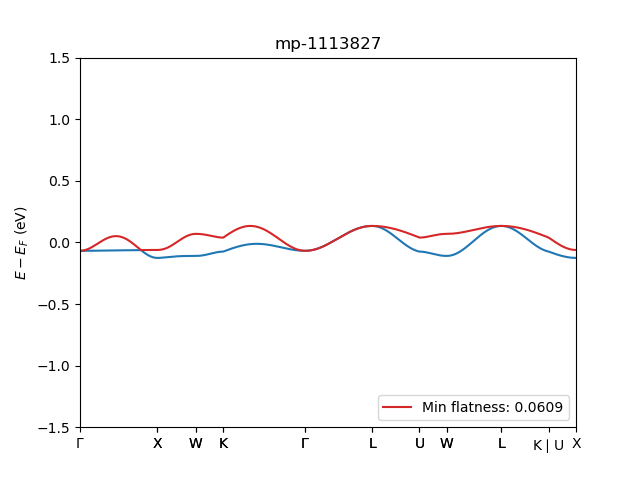 mp-1113827
1.5
1.0
0.5
0.0
−0.5
−1.0
−1.5
E − E_F (eV)
Min flatness: 0.0609
Γ X W K Γ L U W L K | U X